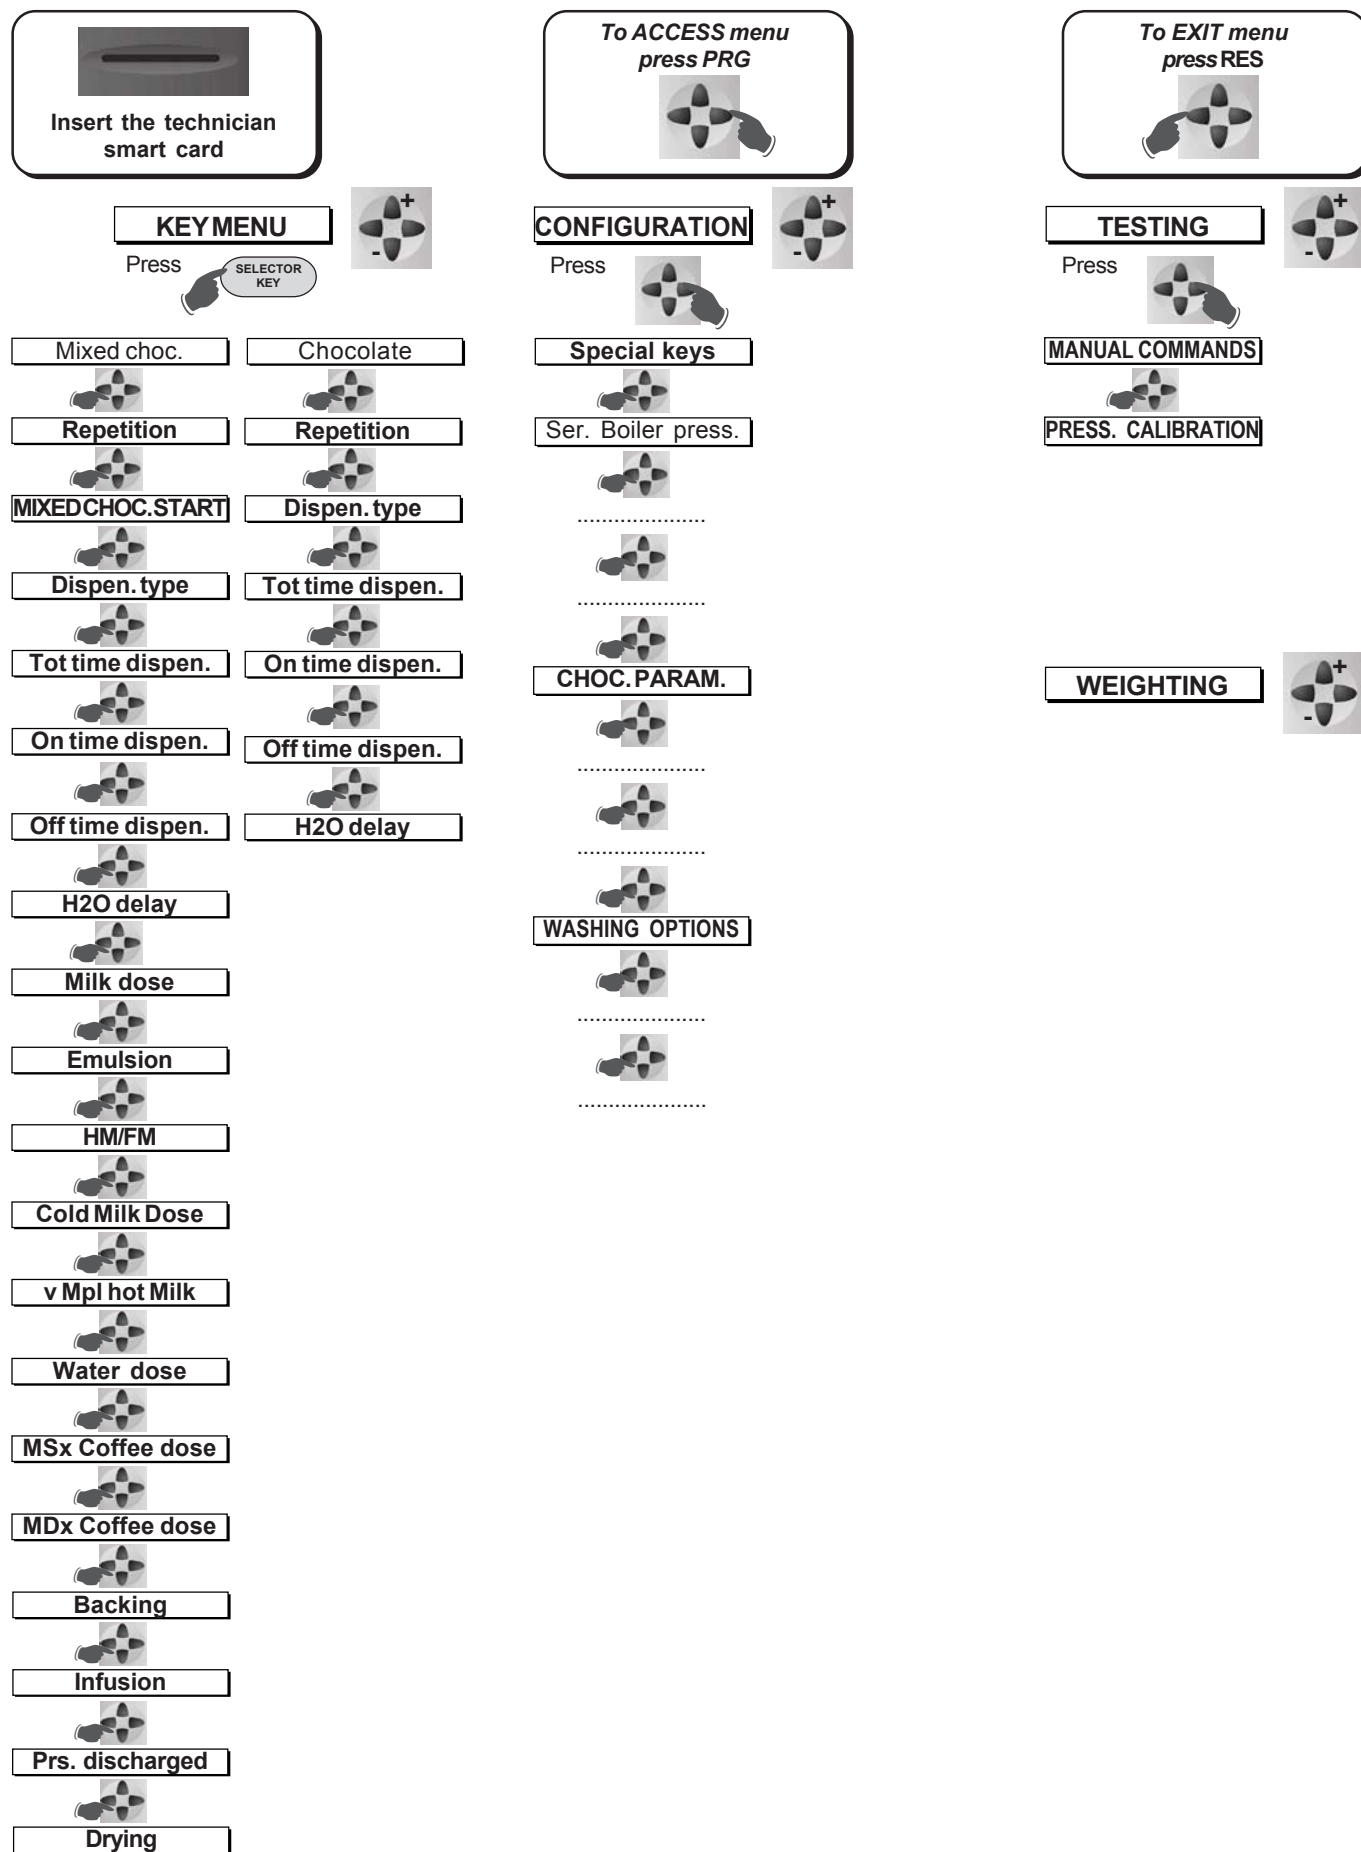 Insert the technician
smart card
To ACCESS menu
press PRG
To EXIT menu
press RES
KEY MENU
+
-
Press
SELECTOR
KEY
Mixed choc.
Repetition
MIXED CHOC. START
Dispen. type
Tot time dispen.
On time dispen.
Off time dispen.
H2O delay
Milk dose
Emulsion
HM/FM
Cold Milk Dose
v Mpl hot Milk
Water dose
MSx Coffee dose
MDx Coffee dose
Backing
Infusion
Prs. discharged
Drying
Chocolate
Repetition
Dispen. type
Tot time dispen.
On time dispen.
Off time dispen.
H2O delay
CONFIGURATION
+
-
Press
Special keys
Ser. Boiler press.
.....................
.....................
CHOC. PARAM.
.....................
.....................
WASHING OPTIONS
.....................
.....................
TESTING
+
-
Press
MANUAL COMMANDS
PRESS. CALIBRATION
WEIGHTING
+
-